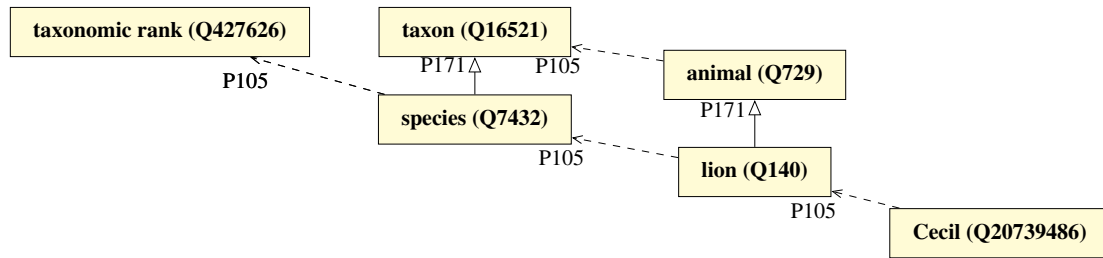 taxonomic rank (Q427626)
taxon (Q16521)
P171
P105
animal (Q729)
P105
P171
species (Q7432)
P105
lion (Q140)
P105
Cecil (Q20739486)